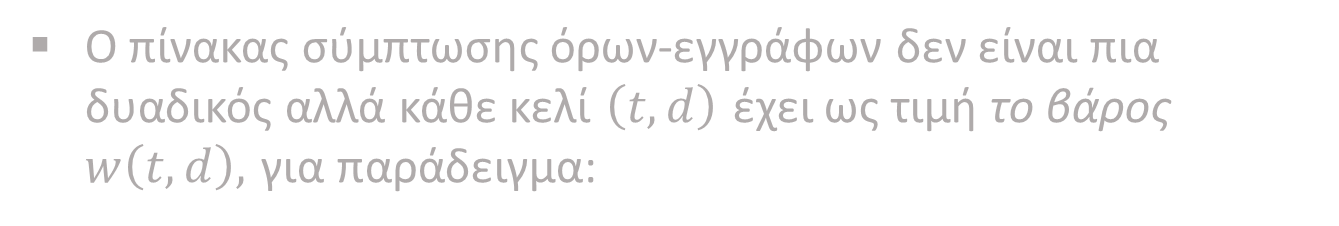 ▪ Ο πίνακας σύμπτωσης όρων-εγγράφων δεν είναι πια
δυαδικός αλλά κάθε κελί (t, d) έχει ως τιμή το βάρος
w(t, d), για παράδειγμα: